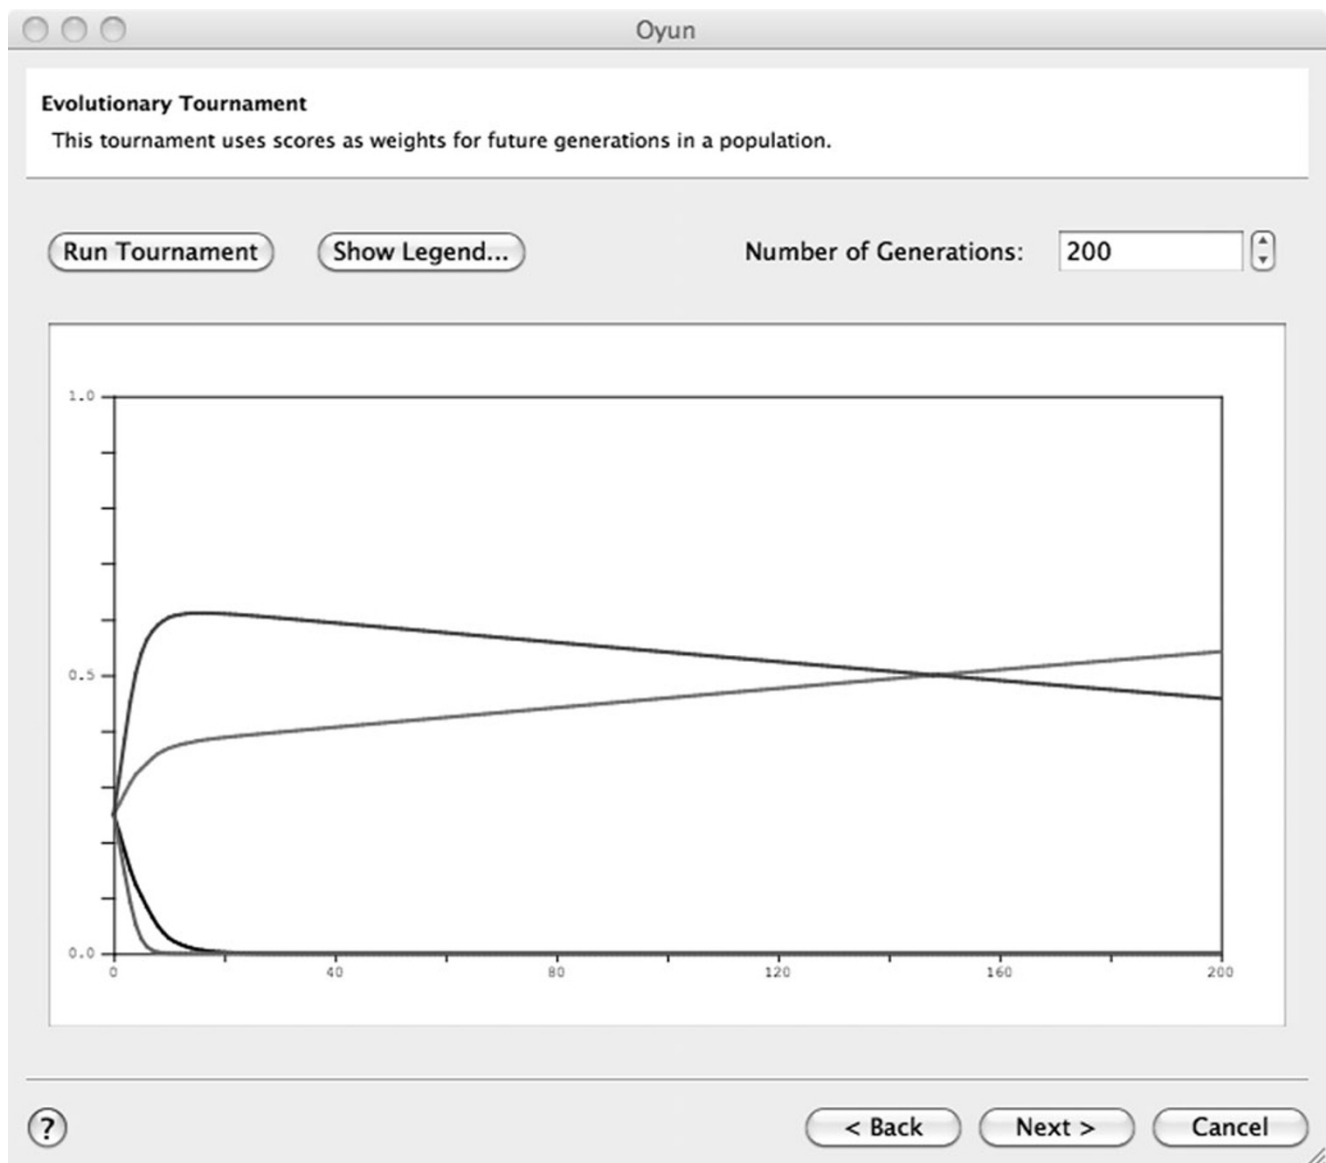 Oyun
Evolutionary Tournament
This tournament uses scores as weights for future generations in a population.
Run Tournament Show Legend... Number of Generations: 200
1.0
0.5
0.0
0 40 80 120 160 200
? < Back Next > Cancel